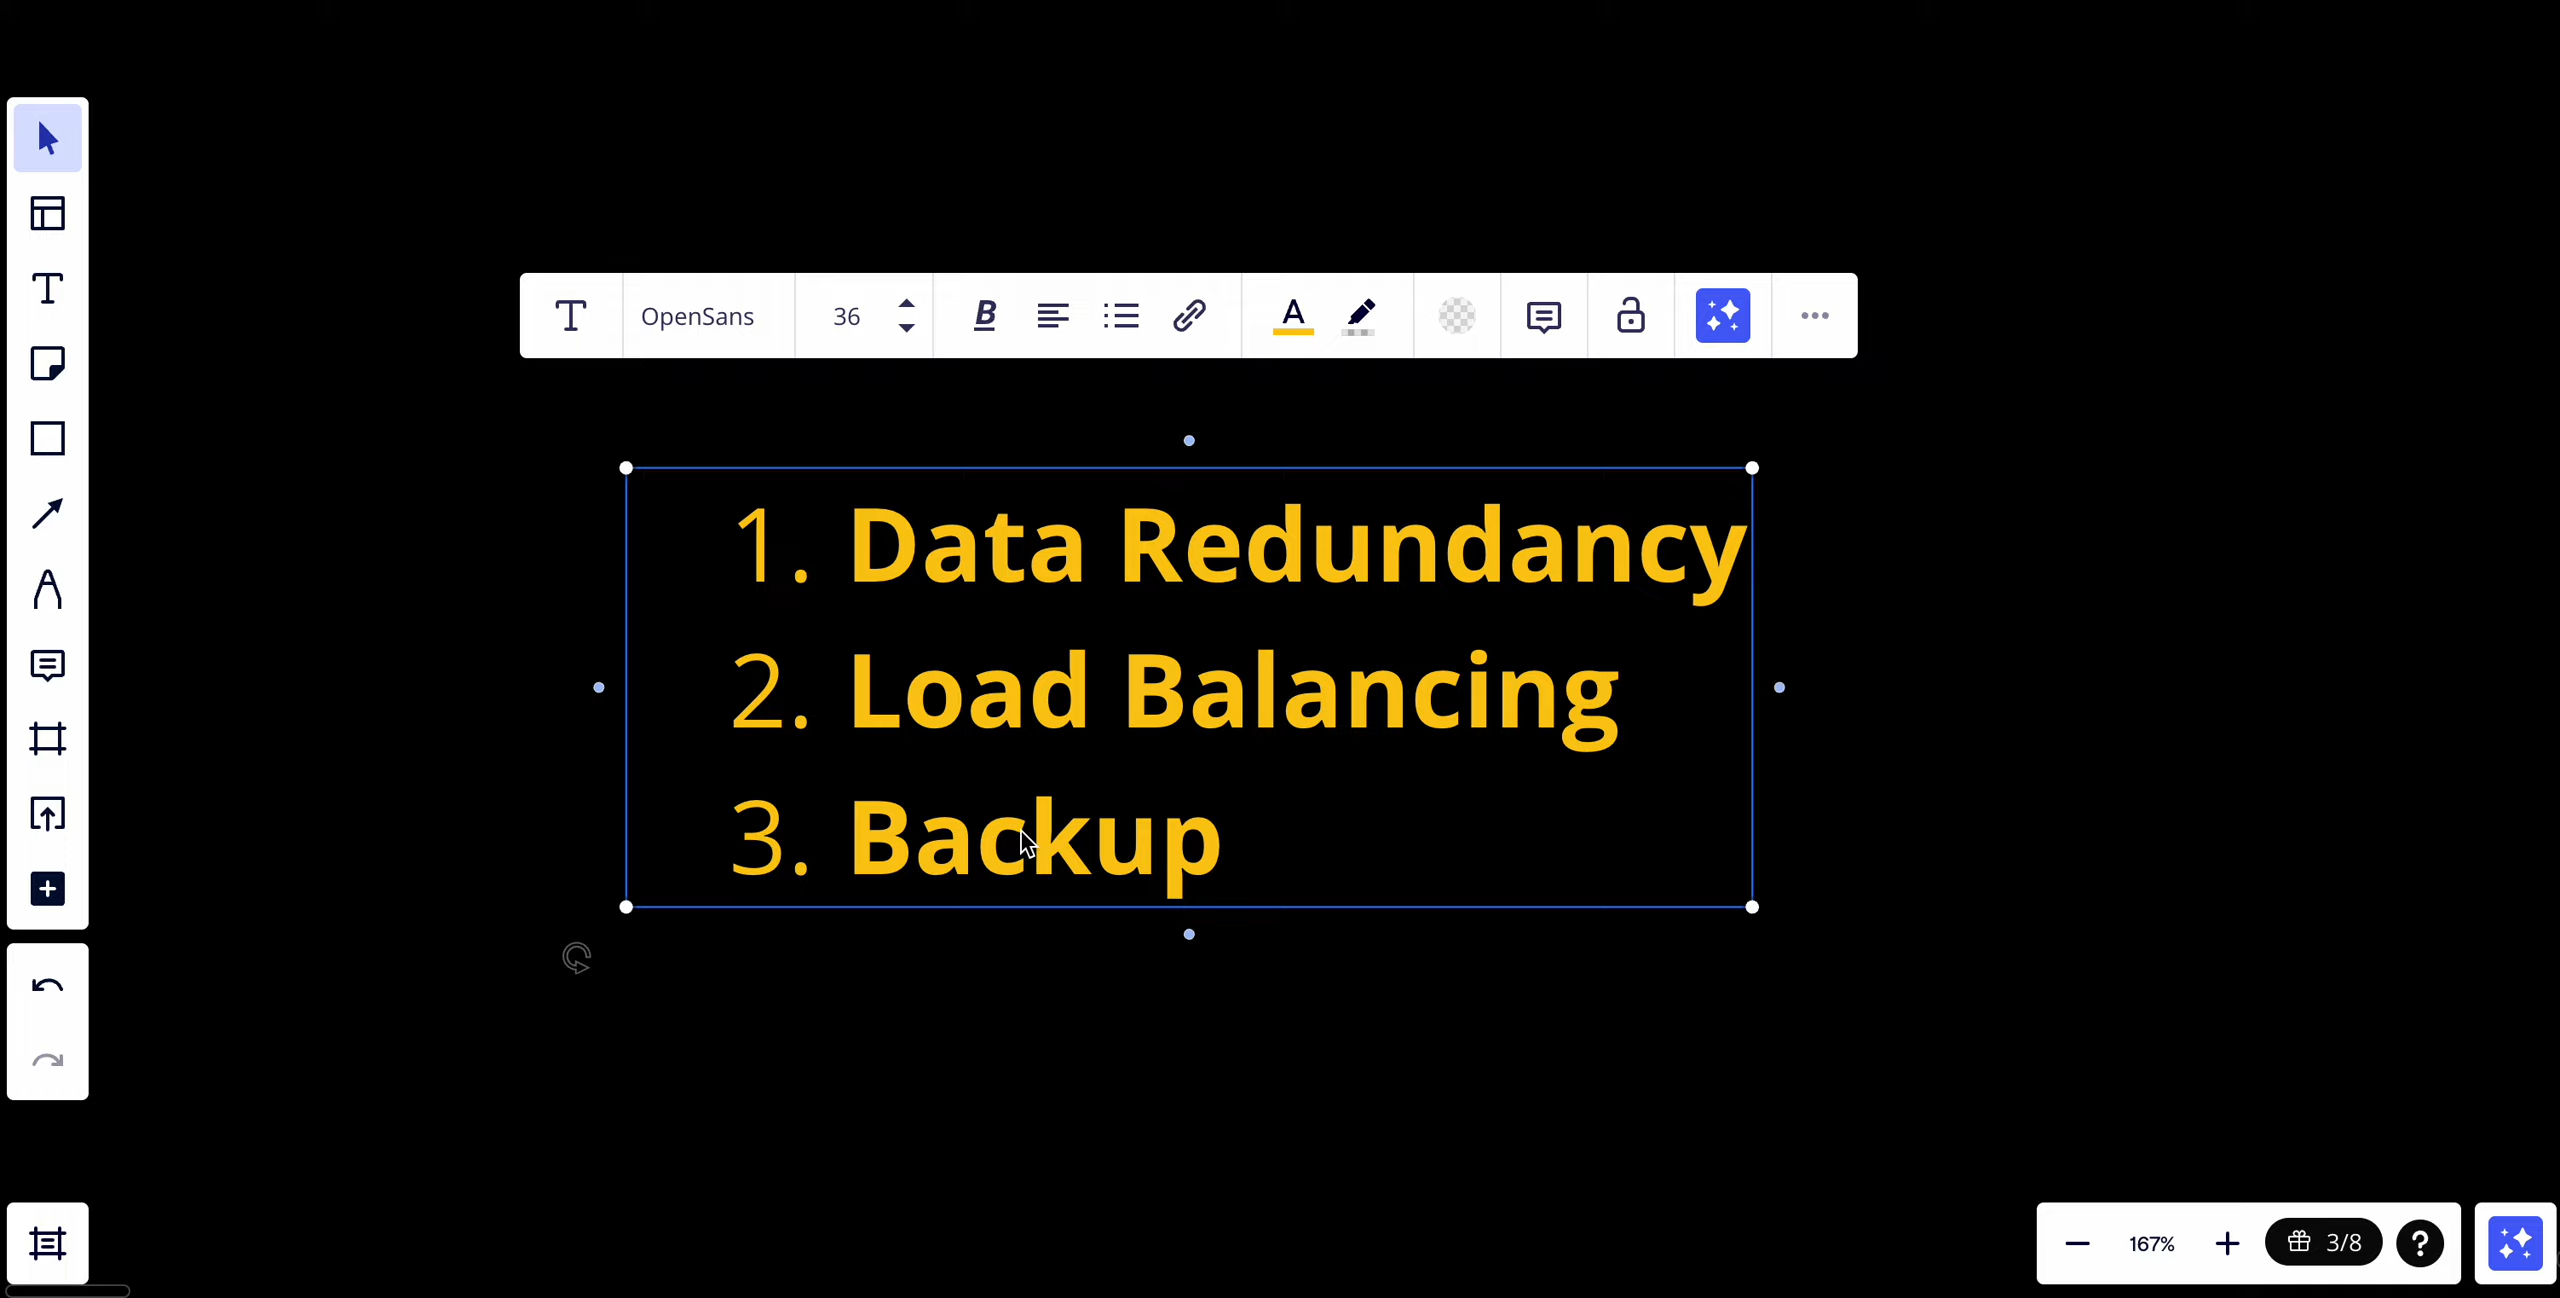 OpenSans 36 B A
1. Data Redundancy
2. Load Balancing
3. Backup
167% 3/8 ?